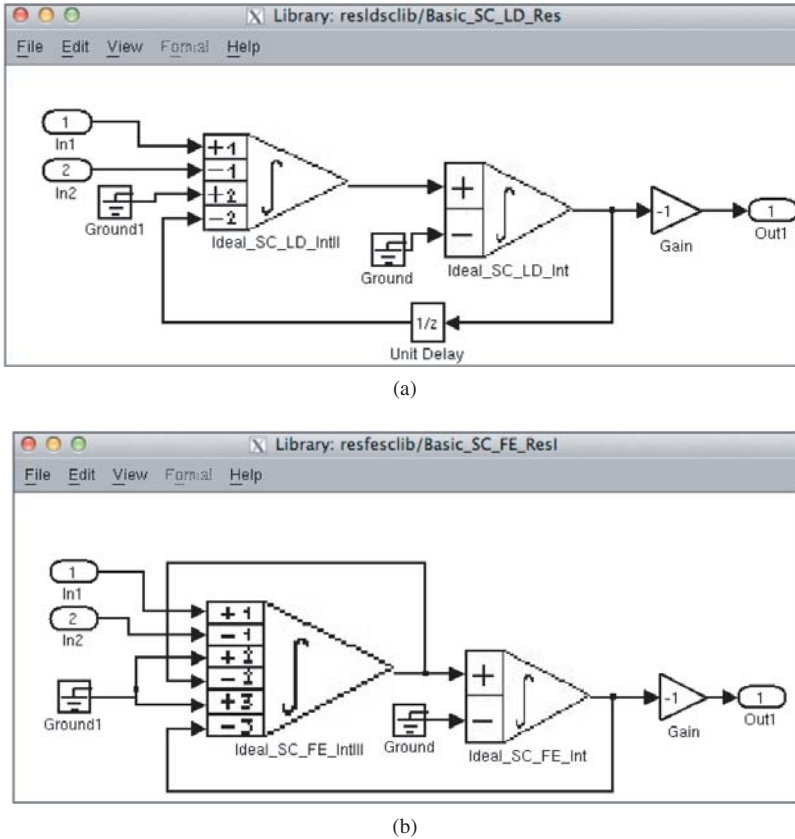 Library: resldsclib/Basic_SC_LD_Res
File Edit View Format Help
1
In1
2
In2
Ground1
+1
−1
+2
−2
Ideal_SC_LD_IntII
+
−
Ground
Ideal_SC_LD_Int
-1
Gain
1
Out1
1/z
Unit Delay
(a)
Library: resfesclib/Basic_SC_FE_ResI
File Edit View Format Help
1
In1
2
In2
Ground1
+1
−1
+2
−2
+3
−3
Ideal_SC_FE_IntIII
+
−
Ground
Ideal_SC_FE_Int
-1
Gain
1
Out1
(b)